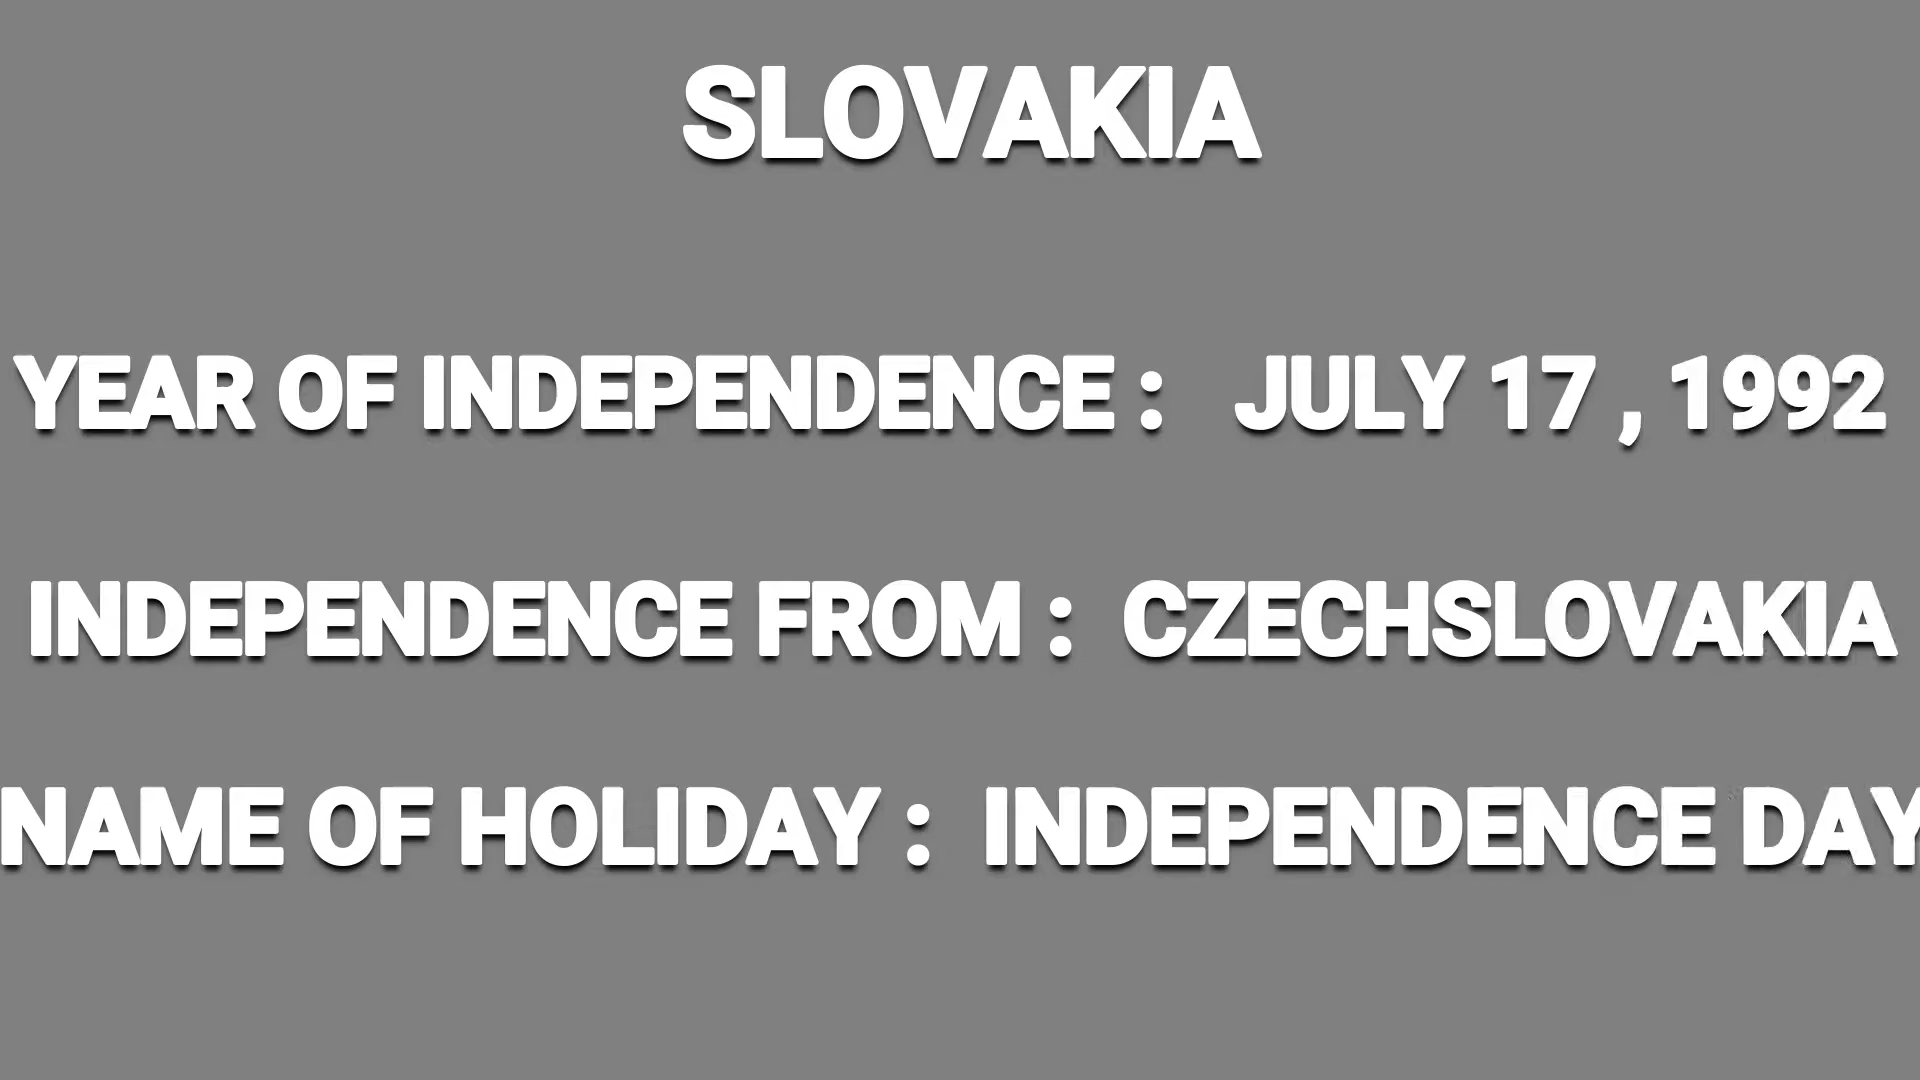 SLOVAKIA
YEAR OF INDEPENDENCE : JULY 17 , 1992
INDEPENDENCE FROM : CZECHSLOVAKIA
NAME OF HOLIDAY : INDEPENDENCE DAY